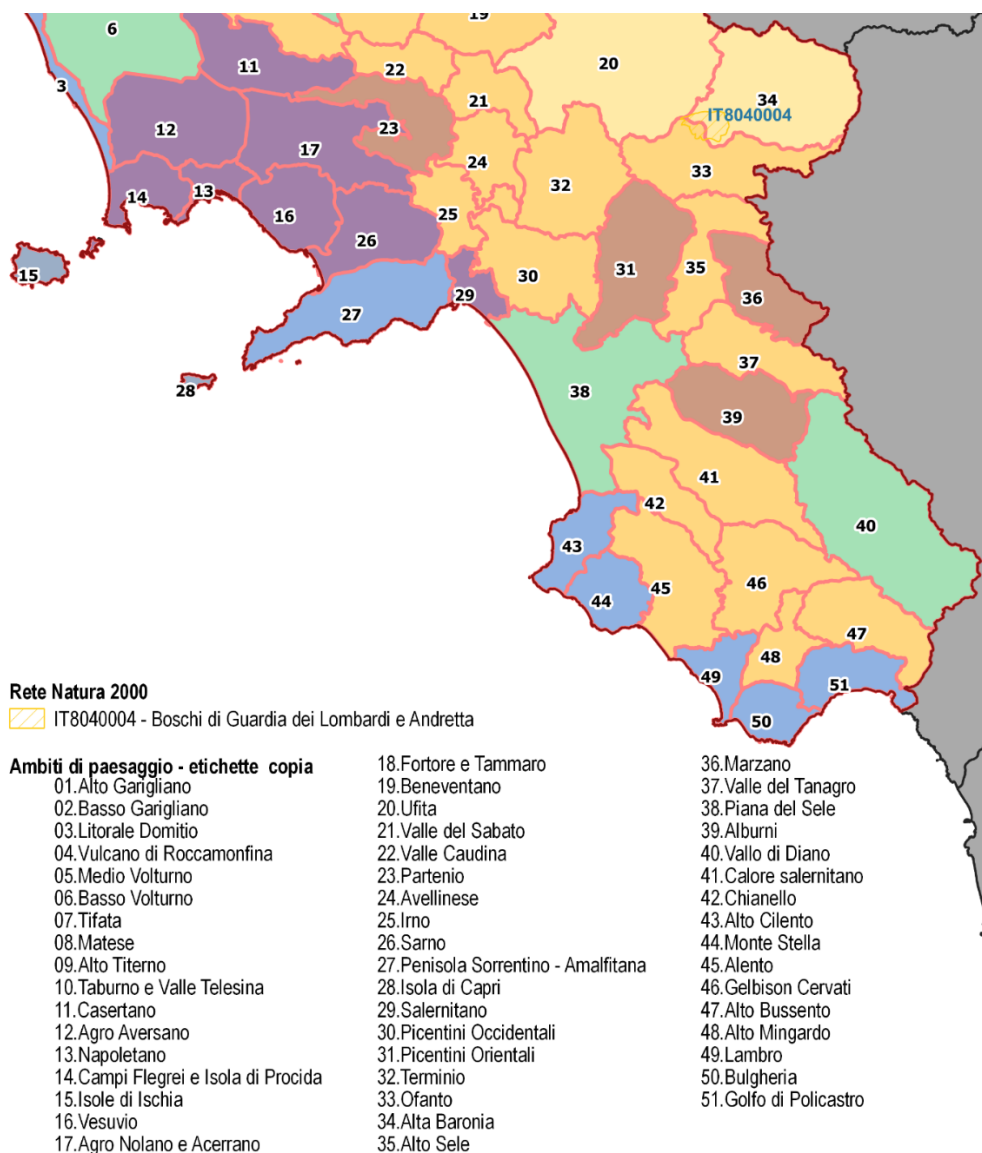 6
19
20
3
11
22
21
34
IT8040004
12
17
23
24
32
33
14
13
16
25
26
15
27
29
30
31
35
36
28
38
37
39
41
42
40
43
44
45
46
47
48
49
50
51
Rete Natura 2000
IT8040004 - Boschi di Guardia dei Lombardi e Andretta
Ambiti di paesaggio - etichette copia
01.Alto Garigliano
02.Basso Garigliano
03.Litorale Domitio
04.Vulcano di Roccamonfina
05.Medio Volturno
06.Basso Volturno
07.Tifata
08.Matese
09.Alto Titerno
10.Taburno e Valle Telesina
11.Casertano
12.Agro Aversano
13.Napoletano
14.Campi Flegrei e Isola di Procida
15.Isole di Ischia
16.Vesuvio
17.Agro Nolano e Acerrano
18.Fortore e Tammaro
19.Beneventano
20.Ufita
21.Valle del Sabato
22.Valle Caudina
23.Partenio
24.Avellinese
25.Irno
26.Sarno
27.Penisola Sorrentino - Amalfitana
28.Isola di Capri
29.Salernitano
30.Picentini Occidentali
31.Picentini Orientali
32.Terminio
33.Ofanto
34.Alta Baronia
35.Alto Sele
36.Marzano
37.Valle del Tanagro
38.Piana del Sele
39.Alburni
40.Vallo di Diano
41.Calore salernitano
42.Chianello
43.Alto Cilento
44.Monte Stella
45.Alento
46.Gelbison Cervati
47.Alto Bussento
48.Alto Mingardo
49.Lambro
50.Bulgheria
51.Golfo di Policastro